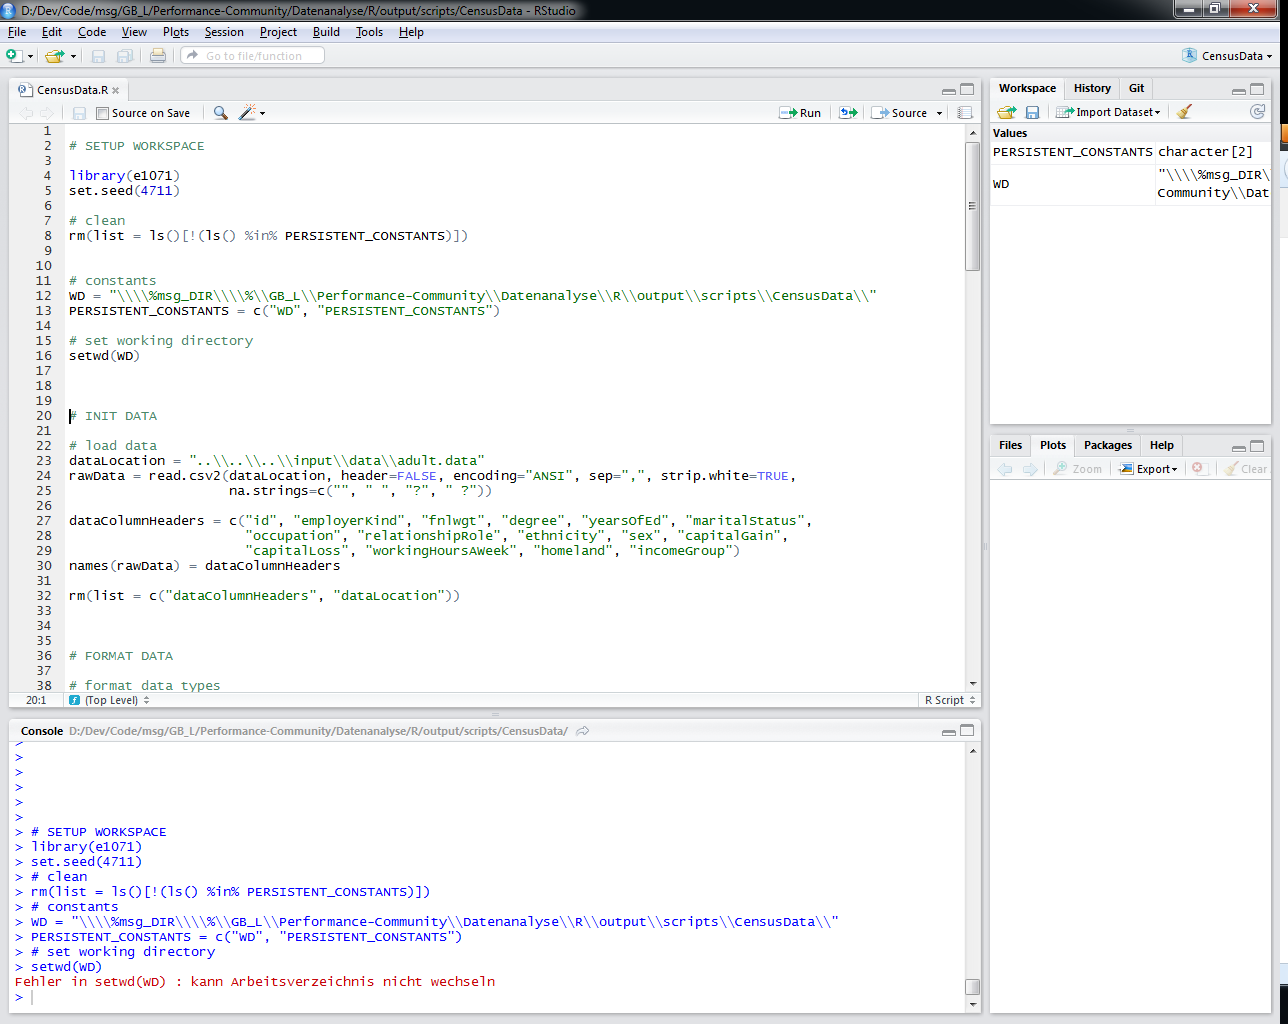 D:/Dev/Code/msg/GB_L/Performance-Community/Datenanalyse/R/output/scripts/CensusData - RStudio
File Edit Code View Plots Session Project Build Tools Help
Go to file/function
CensusData
CensusData.R
Source on Save
Run
Source
1
2 # SETUP WORKSPACE
3
4 library(e1071)
5 set.seed(4711)
6
7 # clean
8 rm(list = ls()[!(ls() %in% PERSISTENT_CONSTANTS)])
9
10
11 # constants
12 WD = "\\\\%msg_DIR\\\\%\\GB_L\\Performance-Community\\Datenanalyse\\R\\output\\scripts\\CensusData\\"
13 PERSISTENT_CONSTANTS = c("WD", "PERSISTENT_CONSTANTS")
14
15 # set working directory
16 setwd(WD)
17
18
19
20 # INIT DATA
21
22 # load data
23 dataLocation = "..\\..\\..\\input\\data\\adult.data"
24 rawData = read.csv2(dataLocation, header=FALSE, encoding="ANSI", sep=",", strip.white=TRUE,
25 na.strings=c("", " ", "?", " ?"))
26
27 dataColumnHeaders = c("id", "employerKind", "fnlwgt", "degree", "yearsOfEd", "maritalStatus",
28 "occupation", "relationshipRole", "ethnicity", "sex", "capitalGain",
29 "capitalLoss", "workingHoursAWeek", "homeland", "incomeGroup")
30 names(rawData) = dataColumnHeaders
31
32 rm(list = c("dataColumnHeaders", "dataLocation"))
33
34
35
36 # FORMAT DATA
37
38 # format data types
20:1 (Top Level) R Script
Console D:/Dev/Code/msg/GB_L/Performance-Community/Datenanalyse/R/output/scripts/CensusData/
>
>
>
>
>
>
> # SETUP WORKSPACE
> library(e1071)
> set.seed(4711)
> # clean
> rm(list = ls()[!(ls() %in% PERSISTENT_CONSTANTS)])
> # constants
> WD = "\\\\%msg_DIR\\\\%\\GB_L\\Performance-Community\\Datenanalyse\\R\\output\\scripts\\CensusData\\"
> PERSISTENT_CONSTANTS = c("WD", "PERSISTENT_CONSTANTS")
> # set working directory
> setwd(WD)
Fehler in setwd(WD) : kann Arbeitsverzeichnis nicht wechseln
>
Workspace History Git
Import Dataset
Values
PERSISTENT_CONSTANTS character[2]
WD "\\\\%msg_DIR\
Community\\Dat
Files Plots Packages Help
Zoom Export Clear